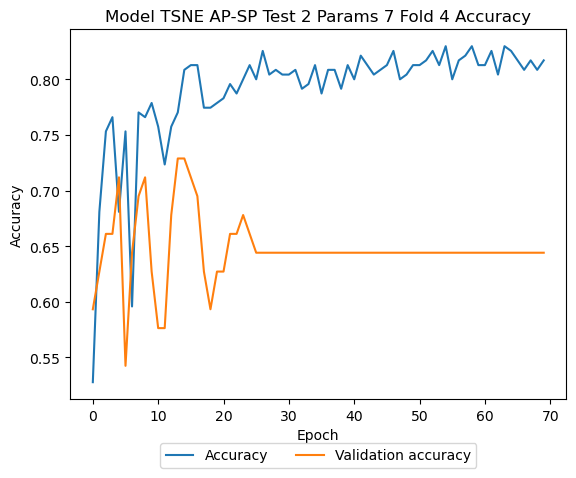 Model TSNE AP-SP Test 2 Params 7 Fold 4 Accuracy
0.80
0.75
0.70
0.65
0.60
0.55
Accuracy
0 10 20 30 40 50 60 70
Epoch
Accuracy Validation accuracy